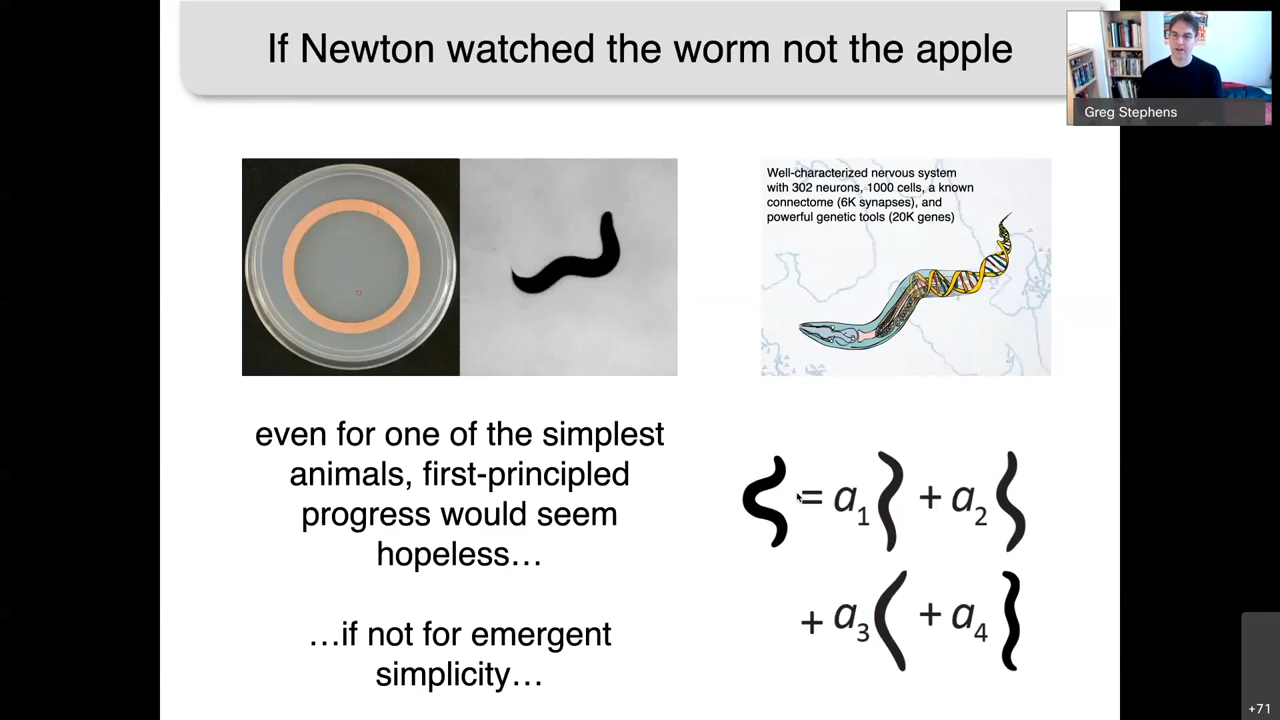 If Newton watched the worm not the apple
Greg Stephens
Well-characterized nervous system
with 302 neurons, 1000 cells, a known
connectome (6K synapses), and
powerful genetic tools (20K genes)
even for one of the simplest
animals, first-principled
progress would seem
hopeless…
…if not for emergent
simplicity…
= a1 + a2
+ a3 + a4
+71